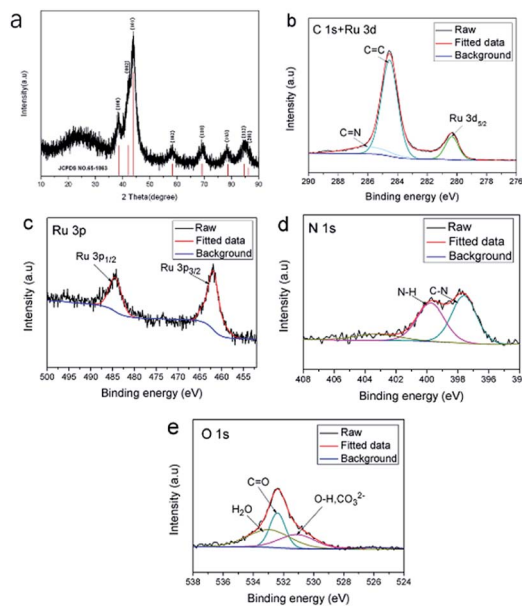 a
Intensity(a.u)
JCPDS NO.65-1863
10 20 30 40 50 60 70 80 90
2 Theta(degree)
b
C 1s+Ru 3d
Raw
Fitted data
Background
C=C
C=N
Ru 3d5/2
Intensity (a.u)
290 288 286 284 282 280 278 276
Binding energy (eV)
c
Ru 3p
Raw
Fitted data
Background
Ru 3p1/2
Ru 3p3/2
Intensity (a.u)
500 495 490 485 480 475 470 465 460 455
Binding energy (eV)
d
N 1s
Raw
Fitted data
Background
N-H
C-N
Intensity (a.u)
408 406 404 402 400 398 396 39
Binding energy (eV)
e
O 1s
Raw
Fitted data
Background
C=O
H2O
O-H,CO3 2-
Intensity (a.u)
538 536 534 532 530 528 526 524
Binding energy (eV)